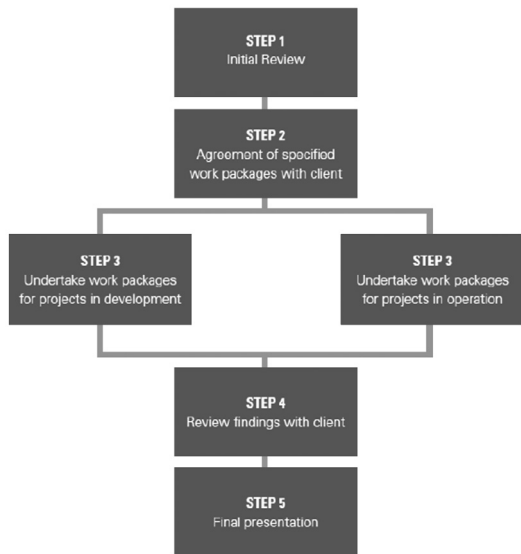 STEP 1
Initial Review
STEP 2
Agreement of specified
work packages with client
STEP 3
Undertake work packages
for projects in development
STEP 3
Undertake work packages
for projects in operation
STEP 4
Review findings with client
STEP 5
Final presentation